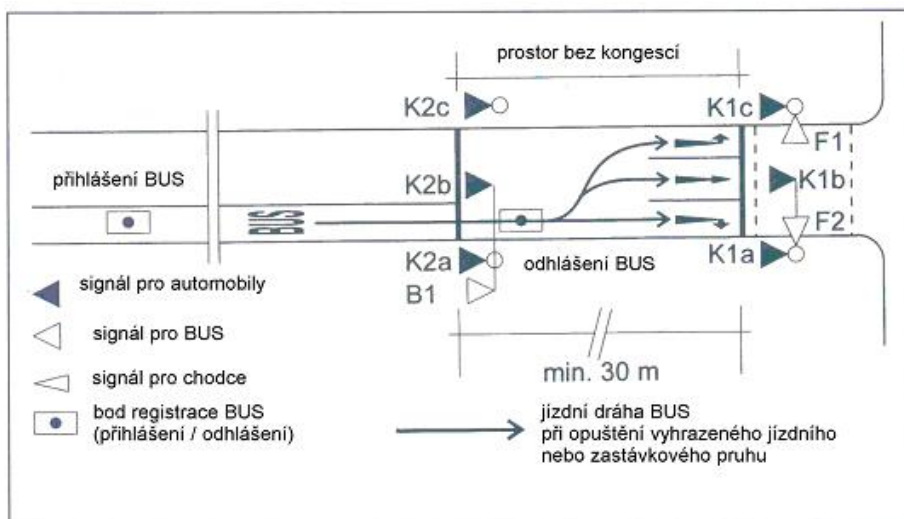 prostor bez kongescí
K2c
K1c
F1
přihlášení BUS
K2b
K1b
BUS
F2
K2a
odhlášení BUS
K1a
B1
signál pro automobily
signál pro BUS
signál pro chodce
min. 30 m
bod registrace BUS
(přihlášení / odhlášení)
jízdní dráha BUS
při opuštění vyhrazeného jízdního
nebo zastávkového pruhu